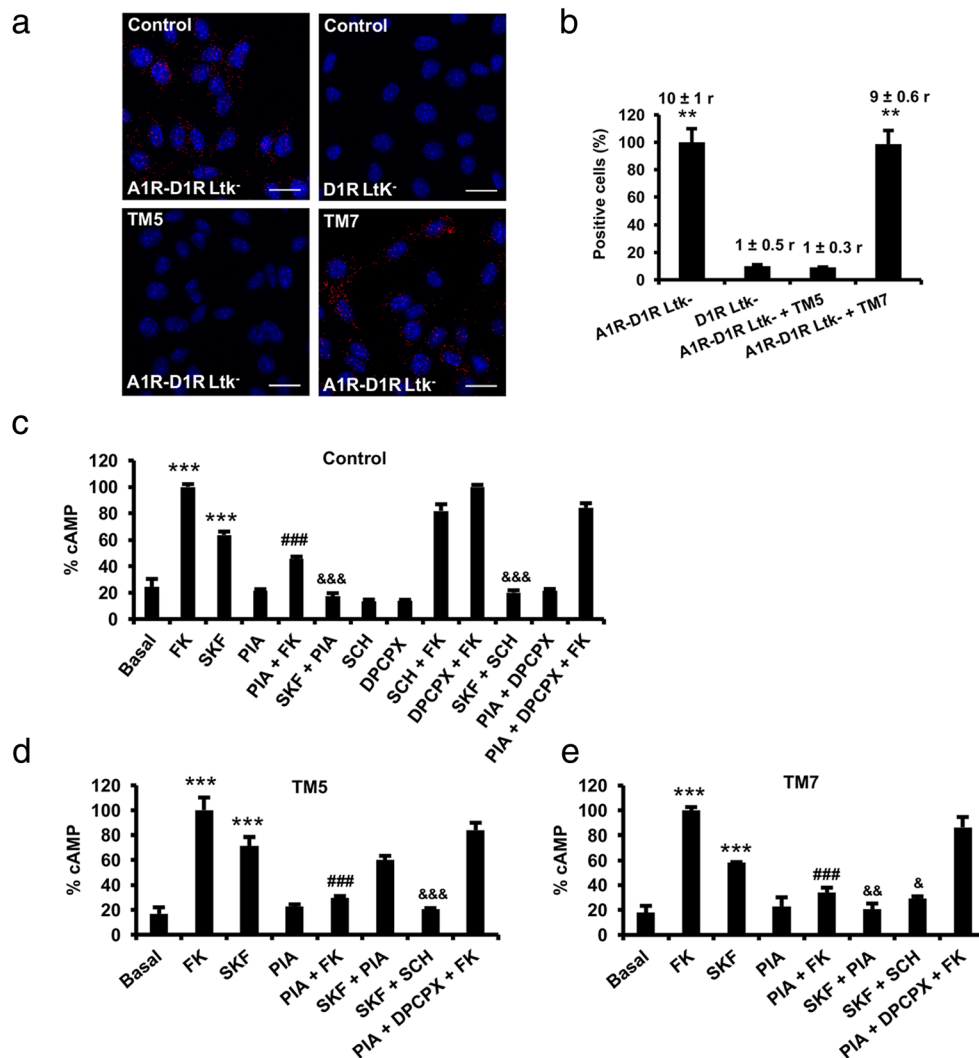 a
Control
A1R-D1R Ltk-
Control
D1R LtK-
TM5
A1R-D1R Ltk-
TM7
A1R-D1R Ltk-
b
10 ± 1 r
**
1 ± 0.5 r
1 ± 0.3 r
9 ± 0.6 r
**
Positive cells (%)
100
120
80
60
40
20
0
A1R-D1R Ltk-
D1R Ltk-
A1R-D1R Ltk- + TM5
A1R-D1R Ltk- + TM7
c
Control
% cAMP
120
100
80
60
40
20
0
***
***
###
&&&
&&&
Basal
FK
SKF
PIA
PIA + FK
SKF + PIA
SCH
DPCPX
SCH + FK
DPCPX + FK
SKF + SCH
PIA + DPCPX
PIA + DPCPX + FK
d
TM5
% cAMP
120
100
80
60
40
20
0
***
***
###
&&&
Basal
FK
SKF
PIA
PIA + FK
SKF + PIA
SKF + SCH
PIA + DPCPX + FK
e
TM7
% cAMP
120
100
80
60
40
20
0
***
***
###
&&
&
Basal
FK
SKF
PIA
PIA + FK
SKF + PIA
SKF + SCH
PIA + DPCPX + FK